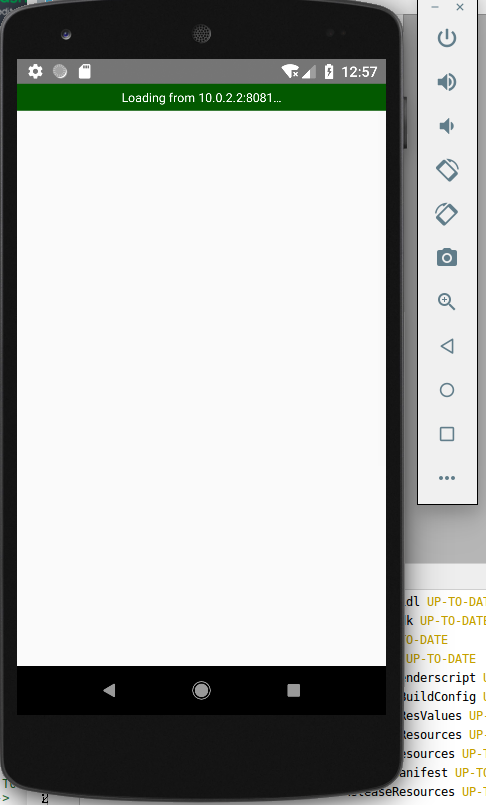 12:57
Loading from 10.0.2.2:8081…
UP-TO-DAT
UP-TO-DATE
TO-DATE
UP-TO-DATE
enderscript
BuildConfig
ResValues UP-
Resources UP-
esources UP-T
anifest UP-TO
easeResources UP-T
>